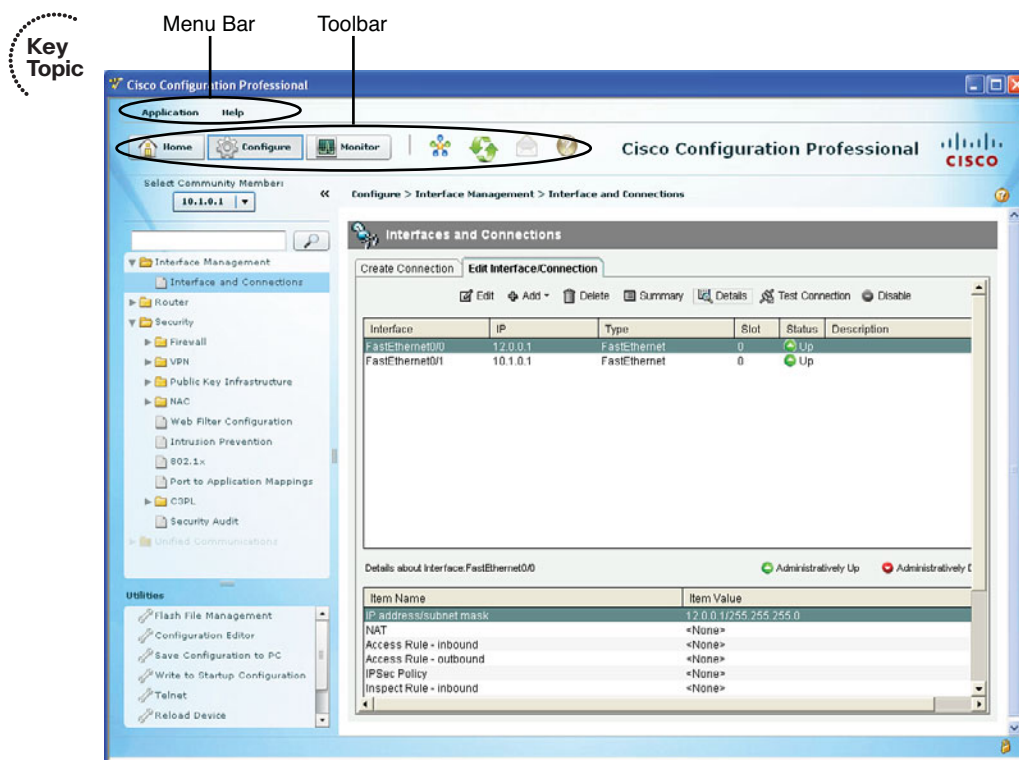 Key
Topic
Menu Bar
Toolbar
Cisco Configuration Professional
Application Help
Home Configure Monitor
Cisco Configuration Professional
CISCO
Select Community Member:
10.1.0.1
Configure > Interface Management > Interface and Connections
Interface Management
Interface and Connections
Router
Security
Firewall
VPN
Public Key Infrastructure
NAC
Web Filter Configuration
Intrusion Prevention
802.1x
Port to Application Mappings
C3PL
Security Audit
Unified Communications
Utilities
Flash File Management
Configuration Editor
Save Configuration to PC
Write to Startup Configuration
Telnet
Reload Device
Interfaces and Connections
Create Connection Edit Interface/Connection
Edit Add Delete Summary Details Test Connection Disable
Interface IP Type Slot Status Description
FastEthernet0/0 12.0.0.1 FastEthernet 0 Up
FastEthernet0/1 10.1.0.1 FastEthernet 0 Up
Details about Interface:FastEthernet0/0 Administratively Up Administratively D
Item Name Item Value
IP address/subnet mask 12.0.0.1/255.255.255.0
NAT <None>
Access Rule - inbound <None>
Access Rule - outbound <None>
IPSec Policy <None>
Inspect Rule - inbound <None>